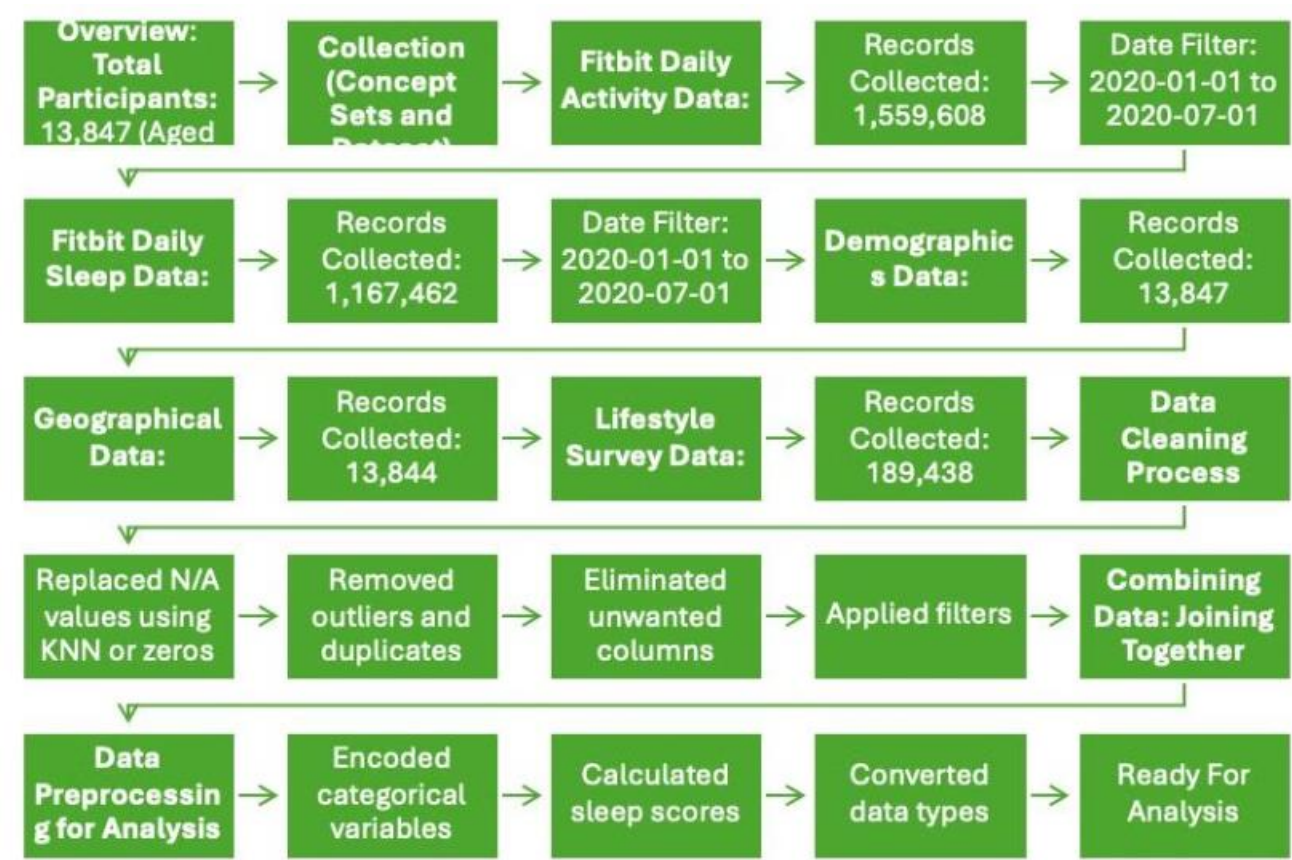 Overview:
Total
Participants:
13,847 (Aged
Collection
(Concept
Sets and
Fitbit Daily
Activity Data:
Records
Collected:
1,559,608
Date Filter:
2020-01-01 to
2020-07-01
Fitbit Daily
Sleep Data:
Records
Collected:
1,167,462
Date Filter:
2020-01-01 to
2020-07-01
Demographic
s Data:
Records
Collected:
13,847
Geographical
Data:
Records
Collected:
13,844
Lifestyle
Survey Data:
Records
Collected:
189,438
Data
Cleaning
Process
Replaced N/A
values using
KNN or zeros
Removed
outliers and
duplicates
Eliminated
unwanted
columns
Applied filters
Combining
Data: Joining
Together
Data
Preprocessin
g for Analysis
Encoded
categorical
variables
Calculated
sleep scores
Converted
data types
Ready For
Analysis